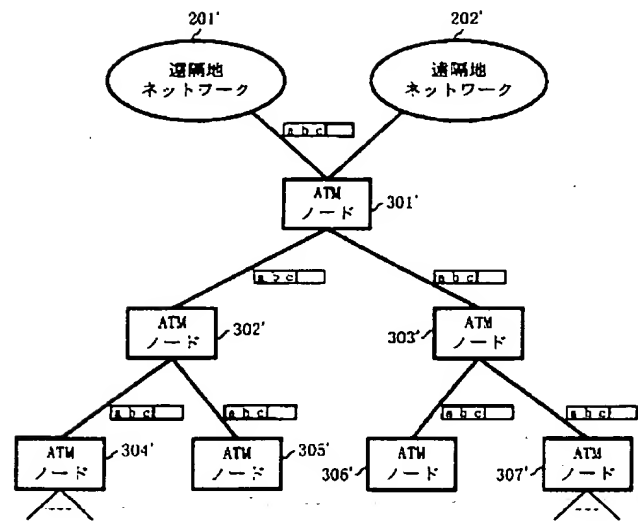 201'
202'
遠隔地
ネットワーク
遠隔地
ネットワーク
a b c
ATM
ノード
301'
a b c
a b c
ATM
ノード
302'
ATM
ノード
303'
a b c
a b c
a b c
a b c
ATM
ノード
304'
ATM
ノード
305'
ATM
ノード
306'
ATM
ノード
307'